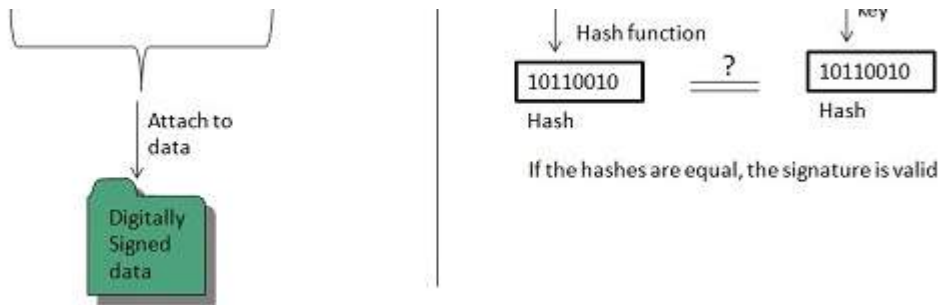 Attach to
data
Digitally
Signed
data
key
Hash function
10110010
?
10110010
Hash
Hash
If the hashes are equal, the signature is valid